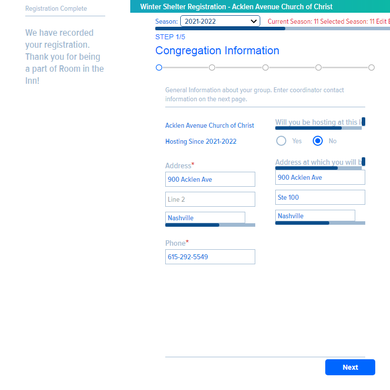 Registration Complete
We have recorded
your registration.
Thank you for being
a part of Room in the
Inn!
Winter Shelter Registration - Acklen Avenue Church of Christ
Season: 2021-2022 Current Season: 11 Selected Season: 11 Edit
STEP 1/5
Congregation Information
General Information about your group. Enter coordinator contact
information on the next page.
Acklen Avenue Church of Christ
Hosting Since 2021-2022
Will you be hosting at this
Yes No
Address*
900 Acklen Ave
Line 2
Nashville
Address at which you will
900 Acklen Ave
Ste 100
Nashville
Phone*
615-292-5549
Next